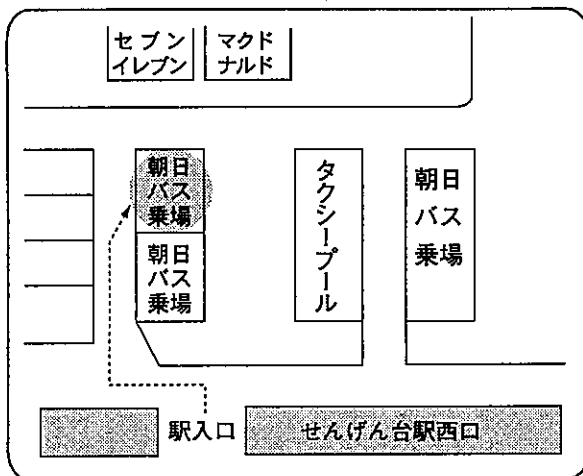 セブン
イレブン
マクド
ナルド
朝日
バス
乗場
朝日
バス
乗場
タクシープール
朝日
バス
乗場
駅入口
せんげん台駅西口